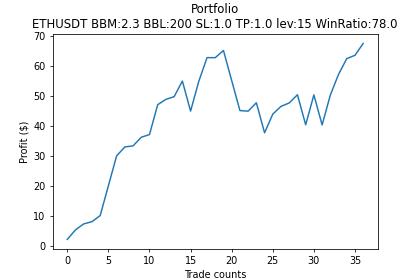 Portfolio
ETHUSDT BBM:2.3 BBL:200 SL:1.0 TP:1.0 lev:15 WinRatio:78.0
Profit ($)
70
60
50
40
30
20
10
0
0 5 10 15 20 25 30 35
Trade counts